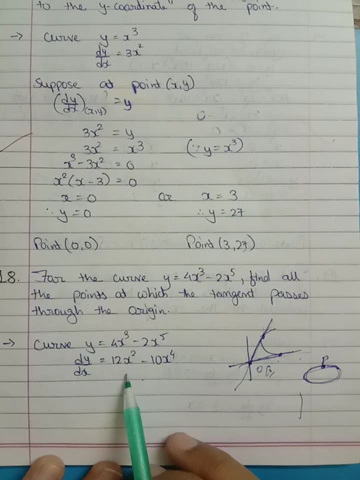 to the y-coordinate" of the point.
→ Curve y = x³
dy/dx = 3x²
Suppose at point (x,y)
(dy/dx)(x,y) = y
3x² = y
3x² = x³ (∵ y = x³)
x³ - 3x² = 0
x²(x - 3) = 0
x = 0 or x = 3
∴ y = 0 ∴ y = 27
Point (0,0) Point (3,27)
18. For the curve y = 4x³ - 2x⁵, find all
the points at which the tangent passes
through the origin.
→ Curve y = 4x³ - 2x⁵
dy/dx = 12x² - 10x⁴
P